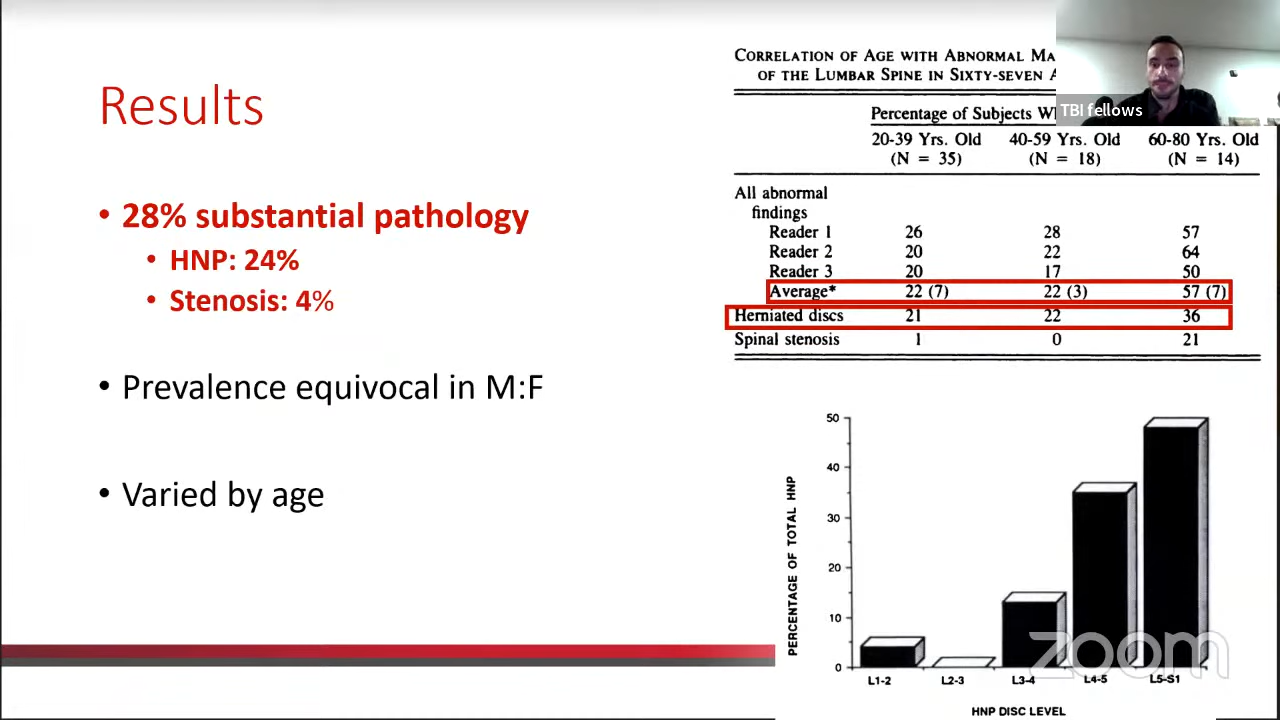 Results
• 28% substantial pathology
• HNP: 24%
• Stenosis: 4%
• Prevalence equivocal in M:F
• Varied by age
CORRELATION OF AGE WITH ABNORMAL
OF THE LUMBAR SPINE IN SIXTY-SEVEN
Percentage of Subjects
20-39 Yrs. Old 40-59 Yrs. Old 60-80 Yrs. Old
(N = 35) (N = 18) (N = 14)
All abnormal
findings
Reader 1 26 28 57
Reader 2 20 22 64
Reader 3 20 17 50
Average* 22 (7) 22 (3) 57 (7)
Herniated discs 21 22 36
Spinal stenosis 1 0 21
TBI fellows
PERCENTAGE OF TOTAL HNP
50
40
30
20
10
0
L1-2 L2-3 L3-4 L4-5 L5-S1
HNP DISC LEVEL
zoom